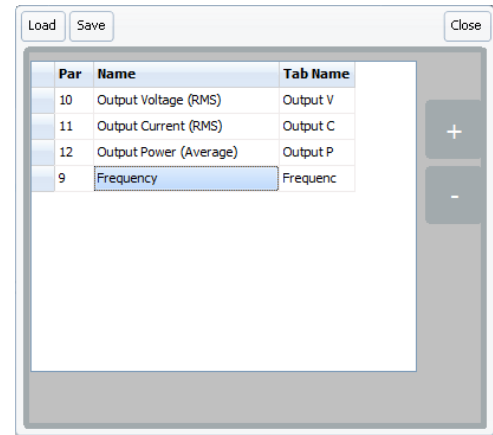 Load Save Close
Par Name Tab Name
10 Output Voltage (RMS) Output V
11 Output Current (RMS) Output C
12 Output Power (Average) Output P
9 Frequency Frequenc
+
-